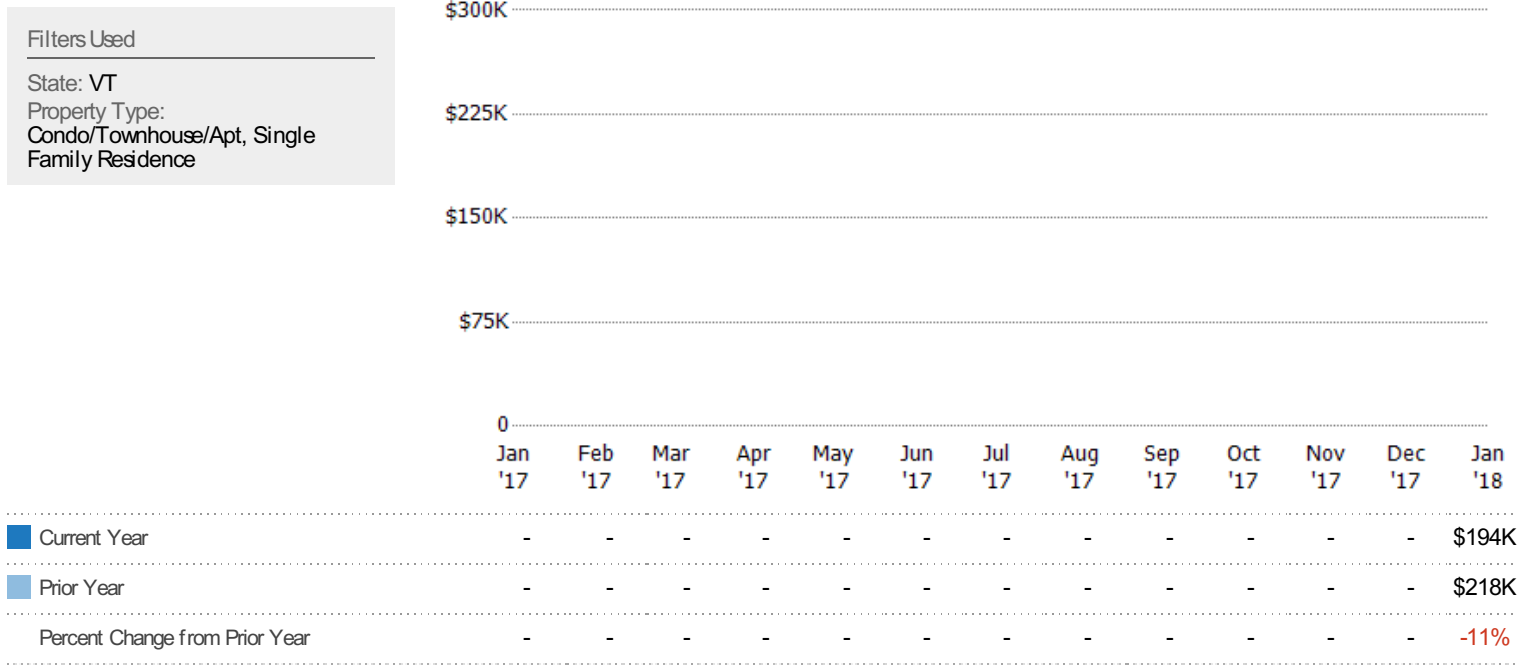 Filters Used
State: VT
Property Type:
Condo/Townhouse/Apt, Single
Family Residence
$300K
$225K
$150K
$75K
0
Jan Feb Mar Apr May Jun Jul Aug Sep Oct Nov Dec Jan
'17 '17 '17 '17 '17 '17 '17 '17 '17 '17 '17 '17 '18
Current Year - - - - - - - - - - - - $194K
Prior Year - - - - - - - - - - - - $218K
Percent Change from Prior Year - - - - - - - - - - - - -11%